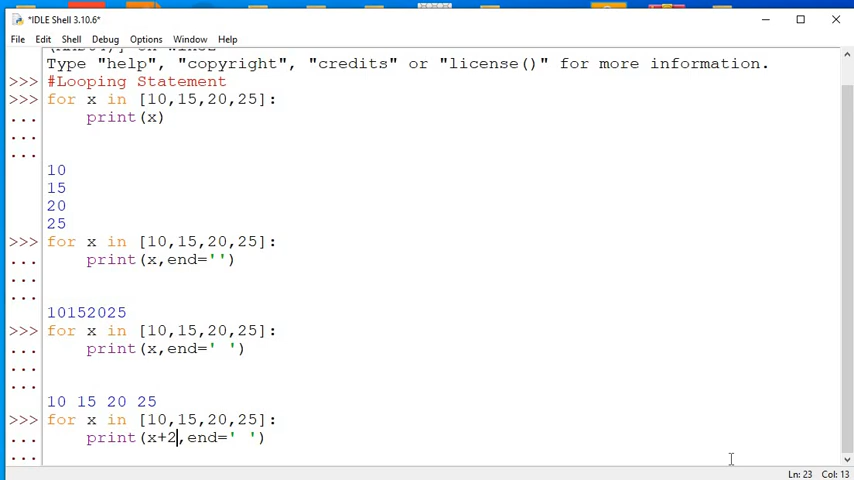 *IDLE Shell 3.10.6*
File Edit Shell Debug Options Window Help
Type "help", "copyright", "credits" or "license()" for more information.
>>> #Looping Statement
>>> for x in [10,15,20,25]:
... print(x)
...
...
10
15
20
25
>>> for x in [10,15,20,25]:
... print(x,end='')
...
...
10152025
>>> for x in [10,15,20,25]:
... print(x,end=' ')
...
...
10 15 20 25
>>> for x in [10,15,20,25]:
... print(x+2,end=' ')
...
Ln: 23 Col: 13